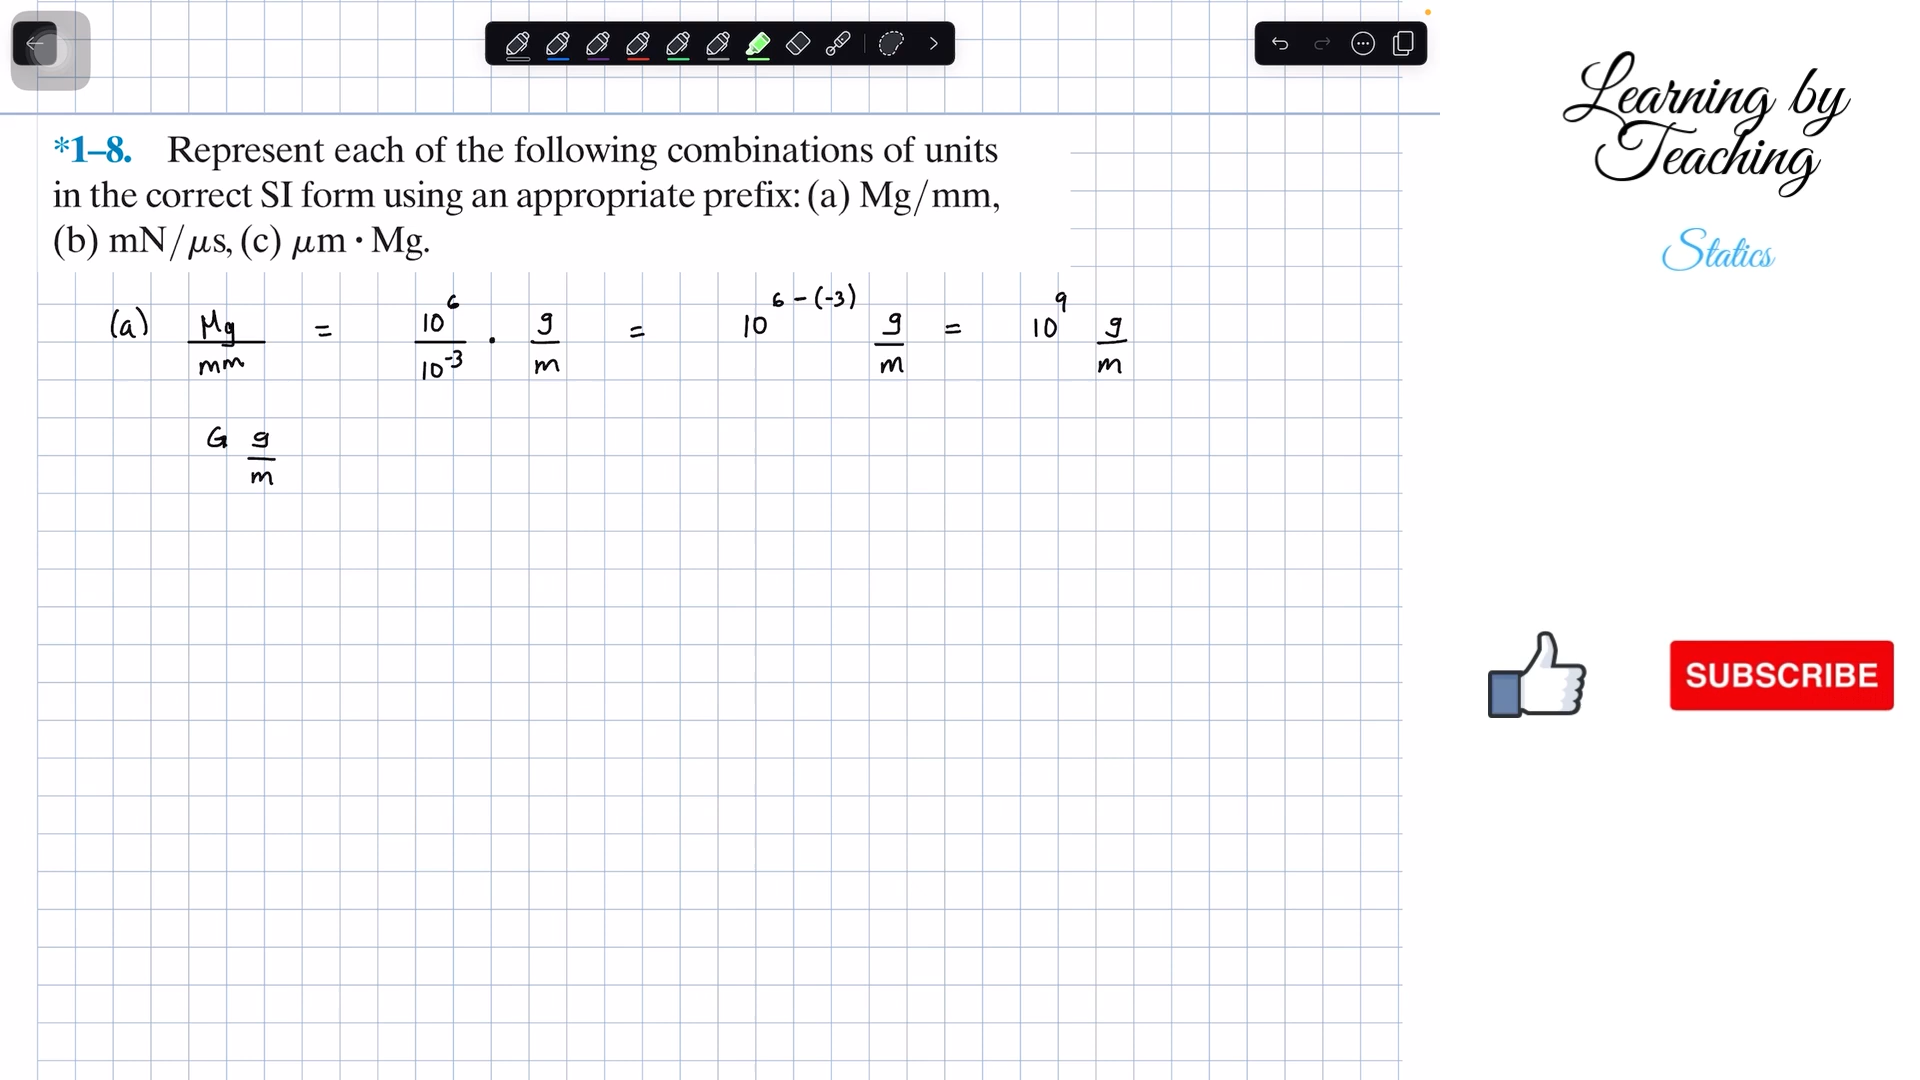 *1–8. Represent each of the following combinations of units
in the correct SI form using an appropriate prefix: (a) Mg/mm,
(b) mN/μs, (c) μm · Mg.
(a) Mg/mm = 10^6/10^-3 · g/m = 10^6-(-3) g/m = 10^9 g/m
G g/m
Learning by
Teaching
Statics
SUBSCRIBE